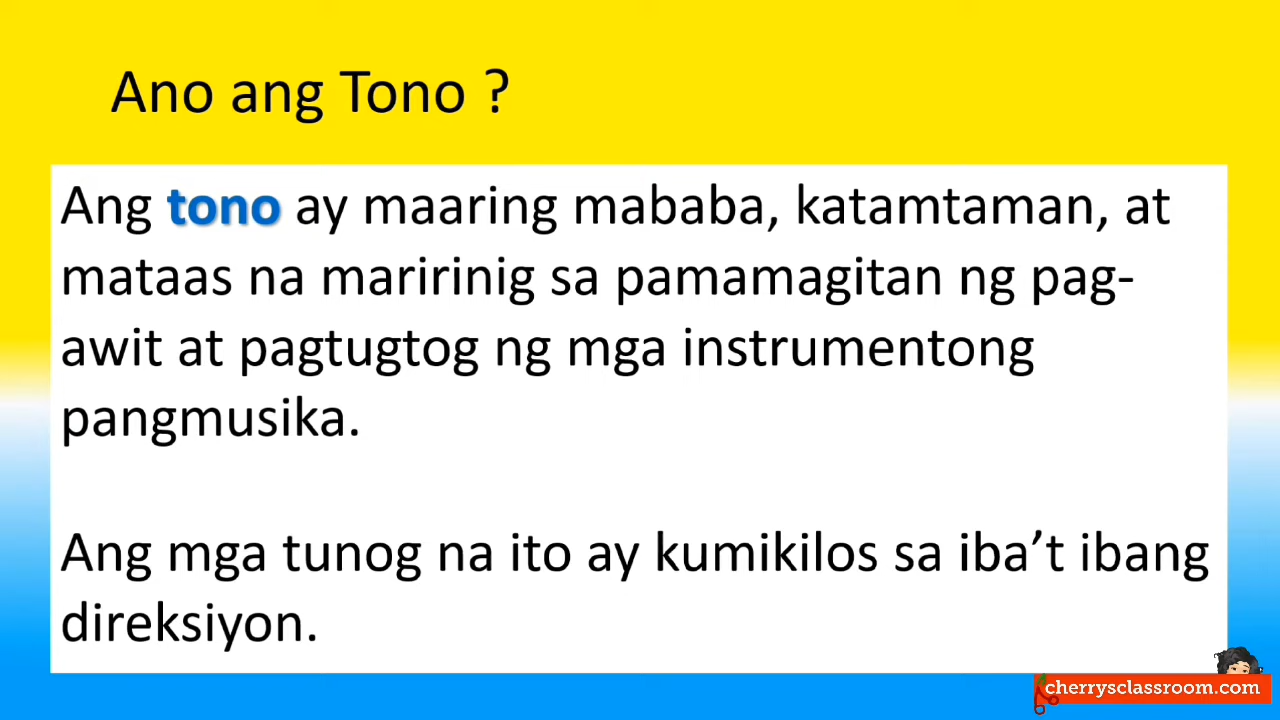 Ano ang Tono ?
Ang tono ay maaring mababa, katamtaman, at
mataas na maririnig sa pamamagitan ng pag-
awit at pagtugtog ng mga instrumentong
pangmusika.
Ang mga tunog na ito ay kumikilos sa iba’t ibang
direksiyon.
cherrysclassroom.com